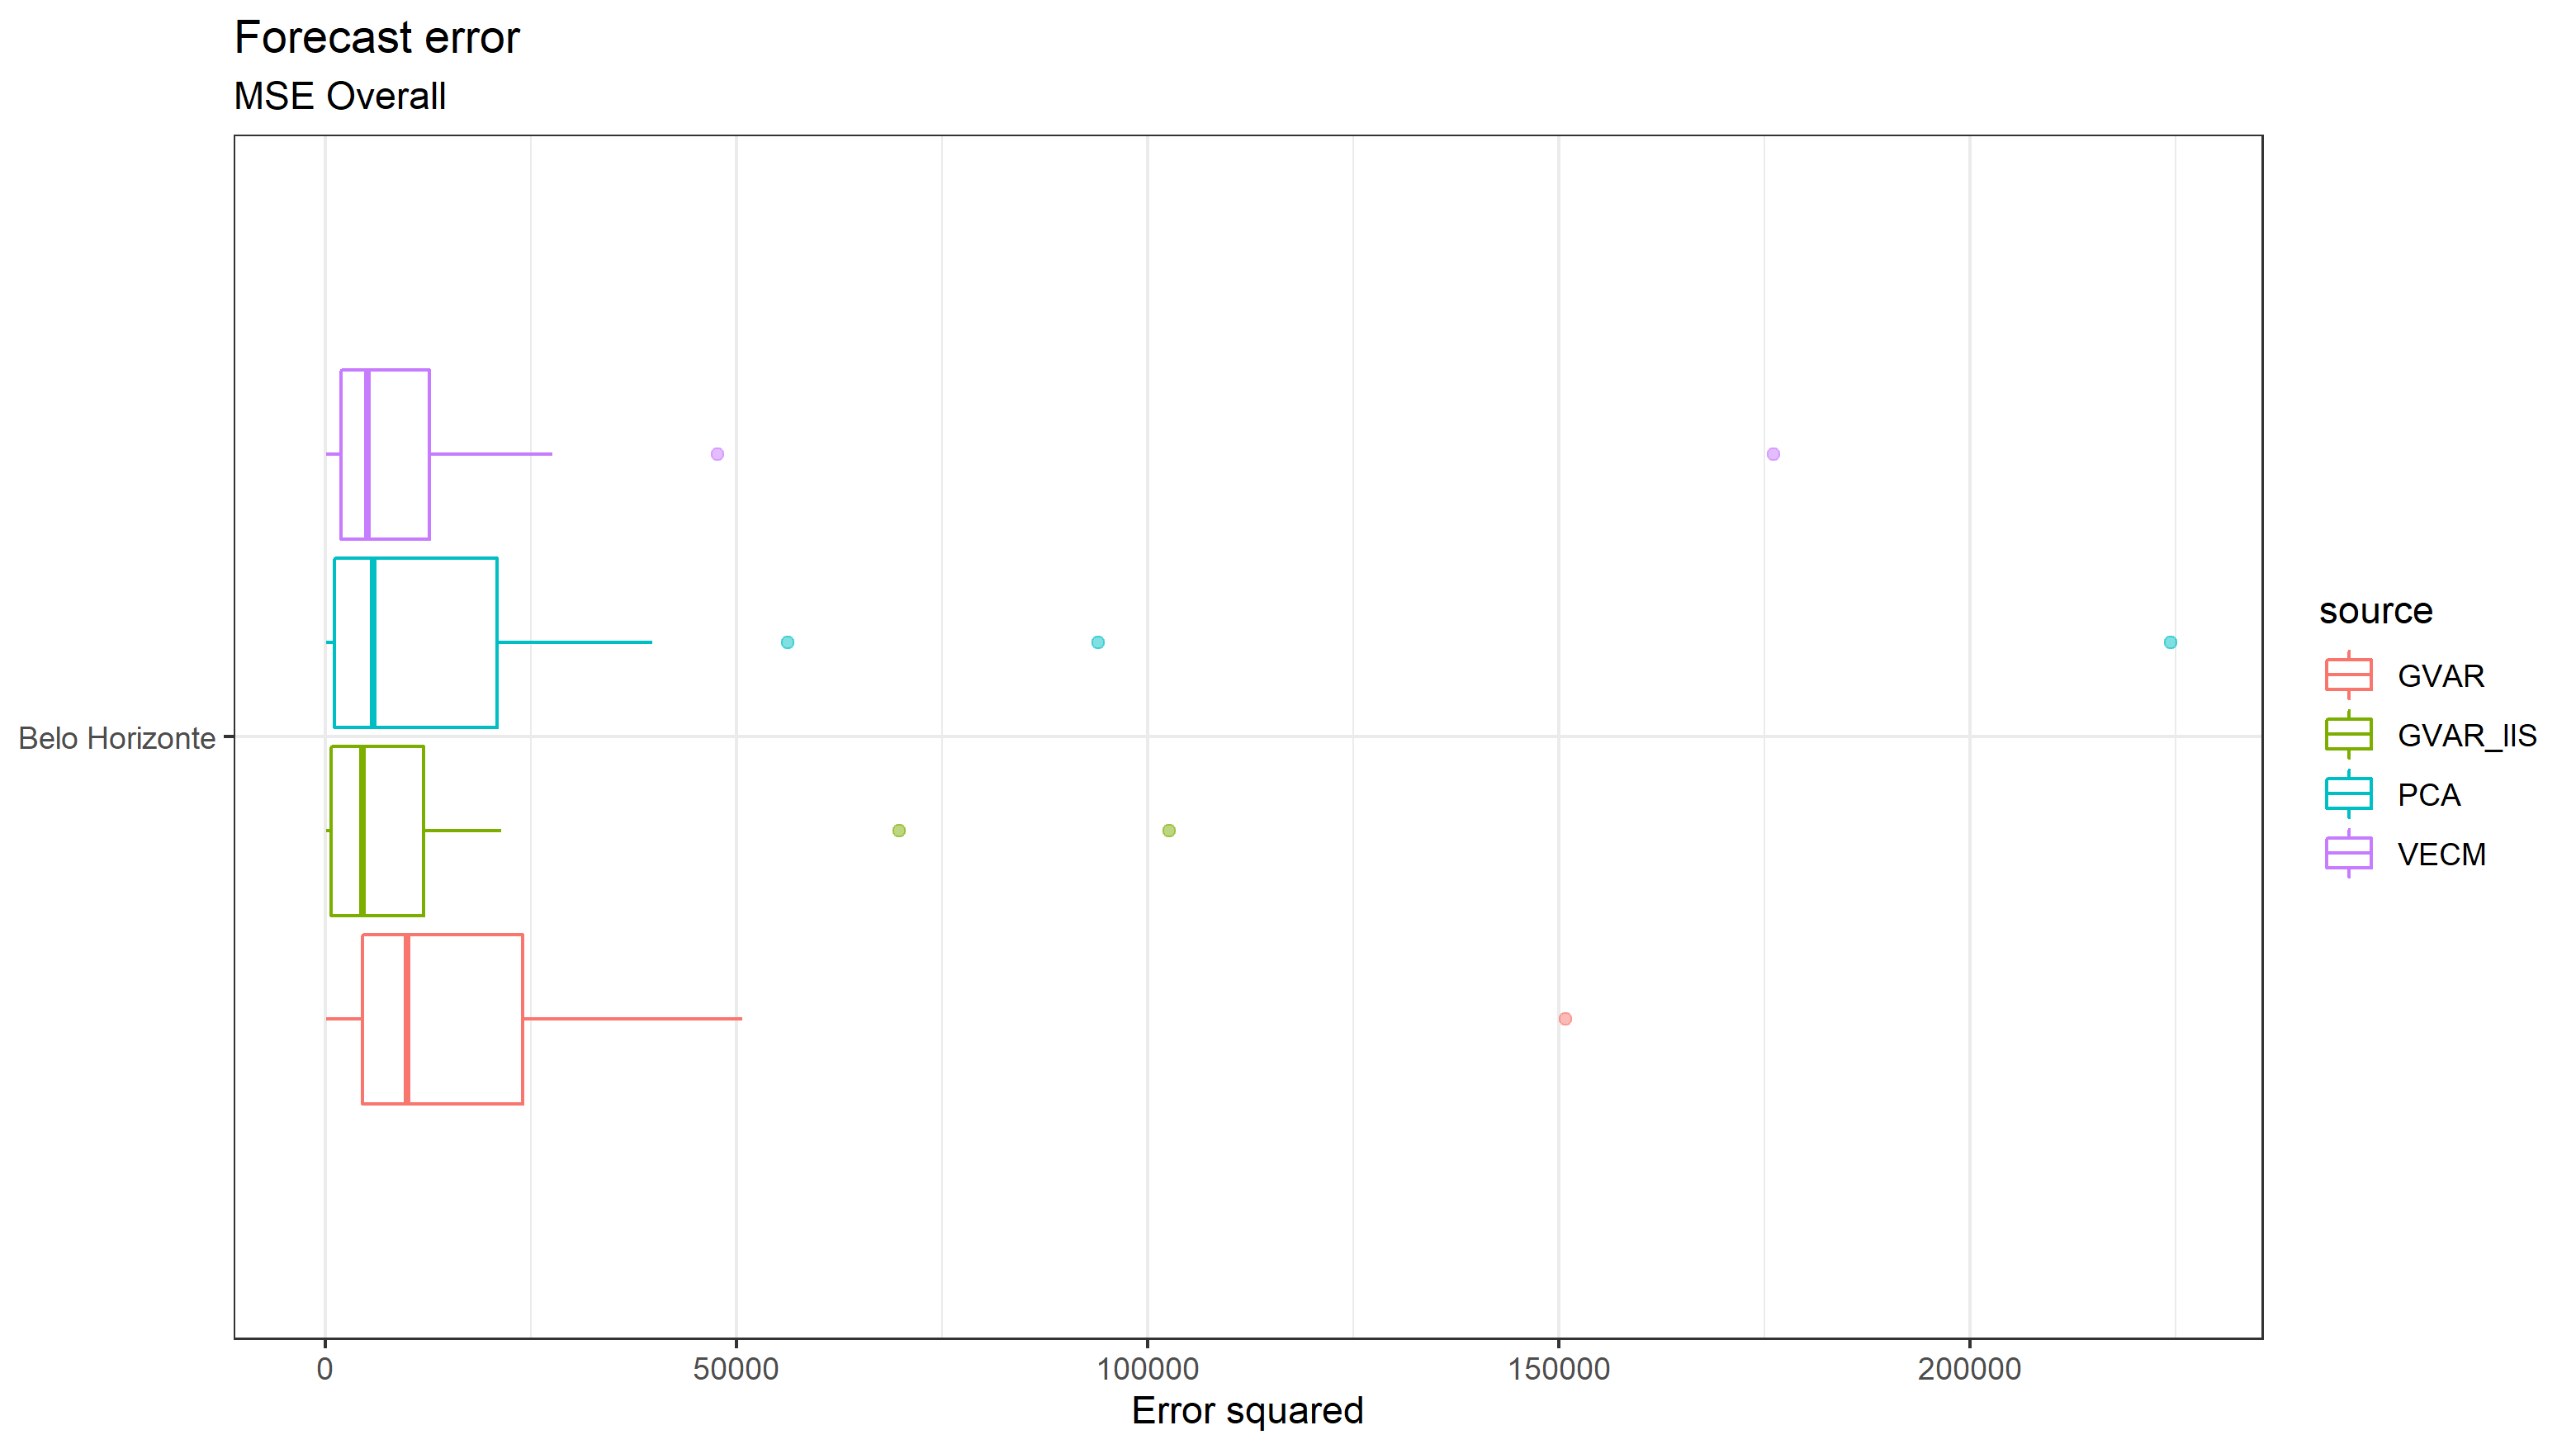 Forecast error
MSE Overall
Belo Horizonte
0
50000
100000
150000
200000
Error squared
source
GVAR
GVAR_IIS
PCA
VECM